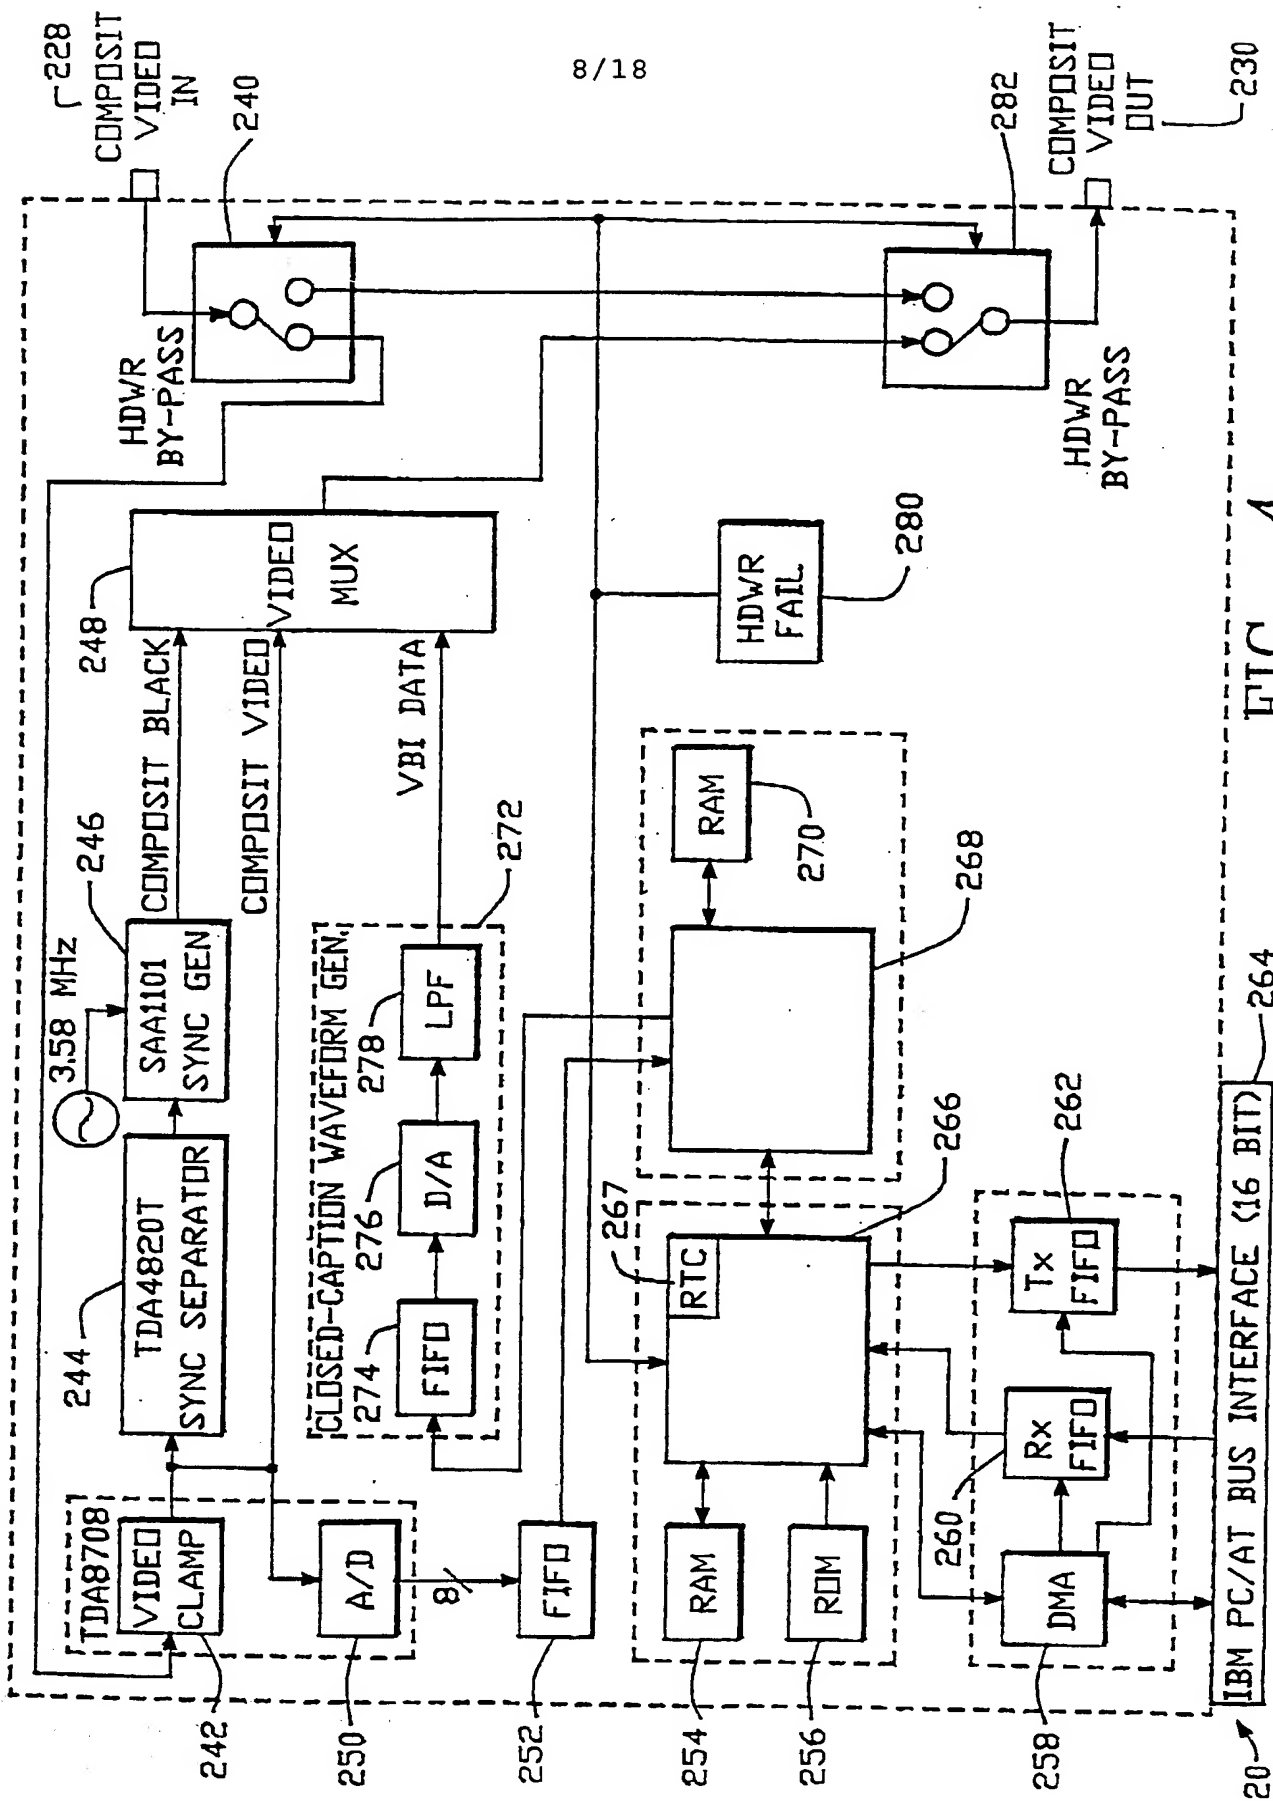 8/18
228
COMPOSIT
VIDEO
IN
240
HDWR
BY-PASS
3.58 MHz
246
244
TDA4820T
SYNC SEPARATOR
SAA1101
SYNC GEN
COMPOSIT BLACK
248
COMPOSIT VIDEO
VIDEO
MUX
VBI DATA
TDA8708
VIDEO
CLAMP
242
A/D
250
8
FIFO
252
CLOSED-CAPTION WAVEFORM GEN.
272
274
FIFO
276
D/A
278
LPF
HDWR
FAIL
280
282
HDWR
BY-PASS
COMPOSIT
VIDEO
OUT
230
267
RTC
266
RAM
254
ROM
256
RAM
270
268
DMA
258
260
Rx
FIFO
262
Tx
FIFO
IBM PC/AT BUS INTERFACE (16 BIT)
264
20